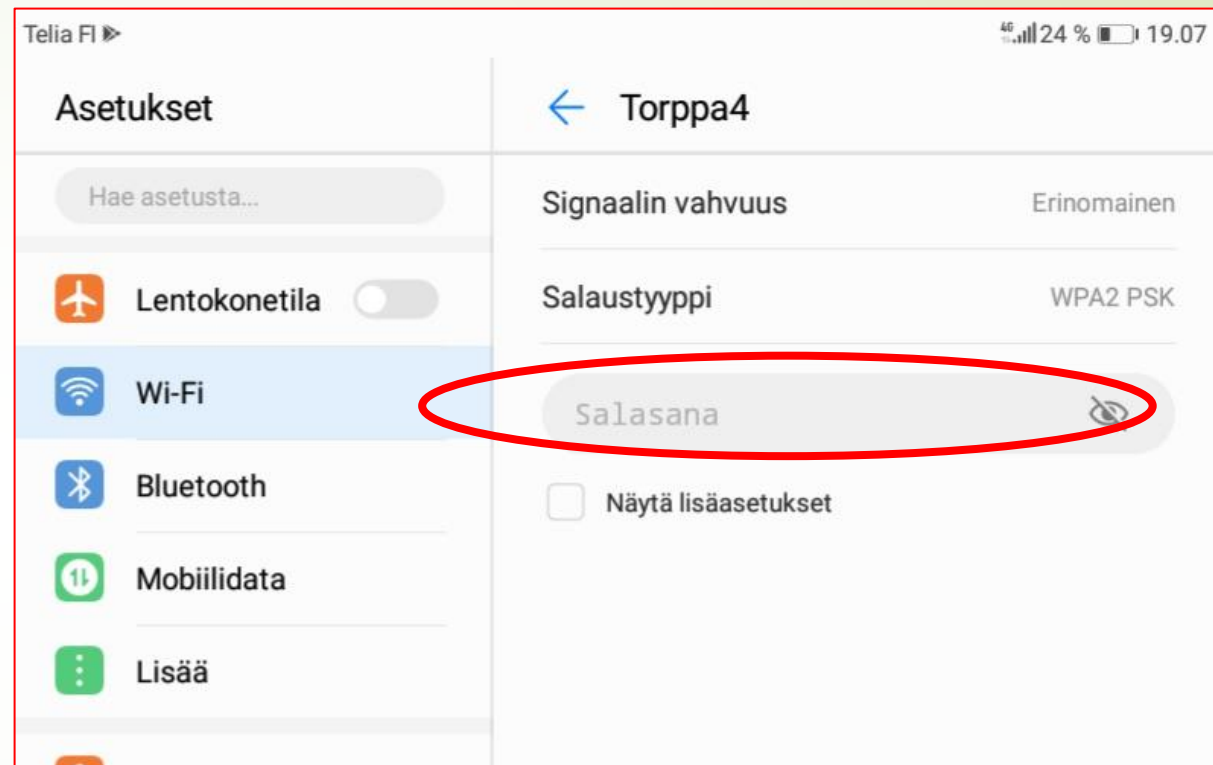 Telia FI
4G 24 % 19.07
Asetukset
Torppa4
Hae asetusta...
Signaalin vahvuus Erinomainen
Lentokonetila
Salaustyyppi WPA2 PSK
Wi-Fi
Salasana
Bluetooth
Näytä lisäasetukset
Mobiilidata
Lisää